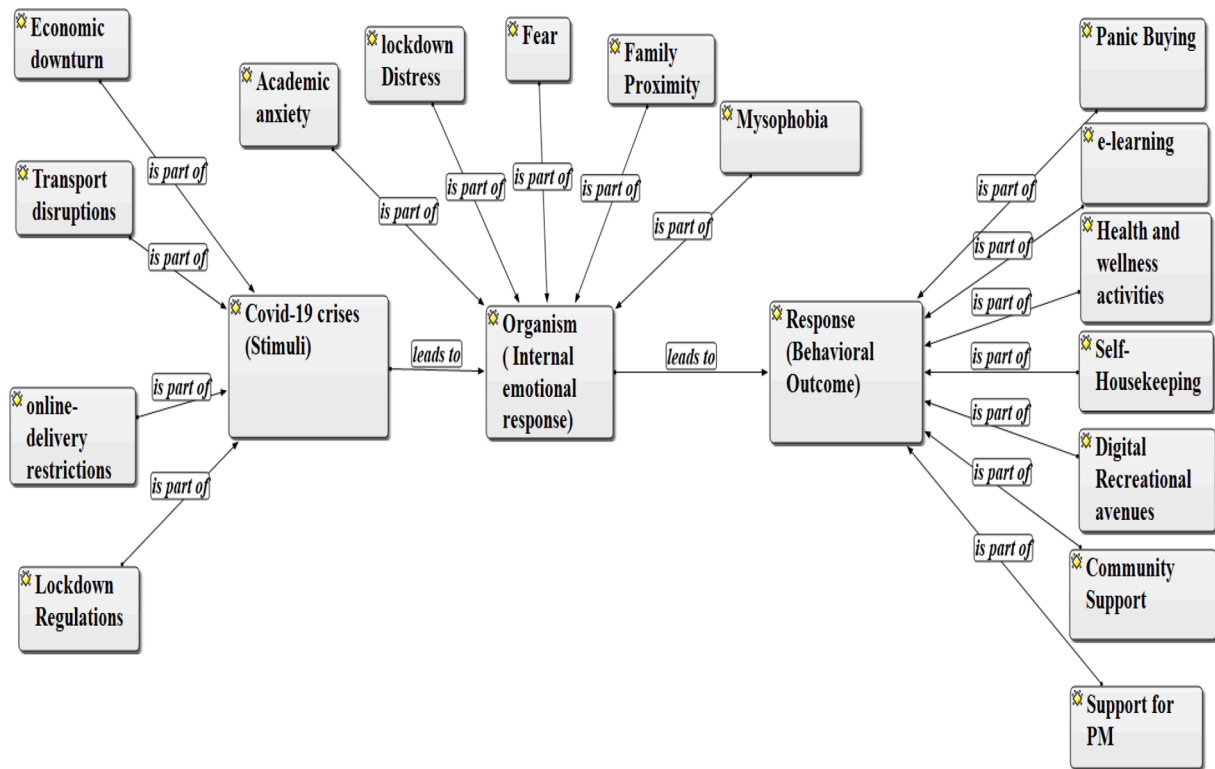 Economic
downturn
Transport
disruptions
online-
delivery
restrictions
Lockdown
Regulations
is part of
is part of
is part of
is part of
Covid-19 crises
(Stimuli)
leads to
Academic
anxiety
lockdown
Distress
Fear
Family
Proximity
Mysophobia
is part of
is part of
is part of
is part of
is part of
Organism
( Internal
emotional
response)
leads to
Response
(Behavioral
Outcome)
is part of
is part of
is part of
is part of
is part of
is part of
is part of
Panic Buying
e-learning
Health and
wellness
activities
Self-
Housekeeping
Digital
Recreational
avenues
Community
Support
Support for
PM